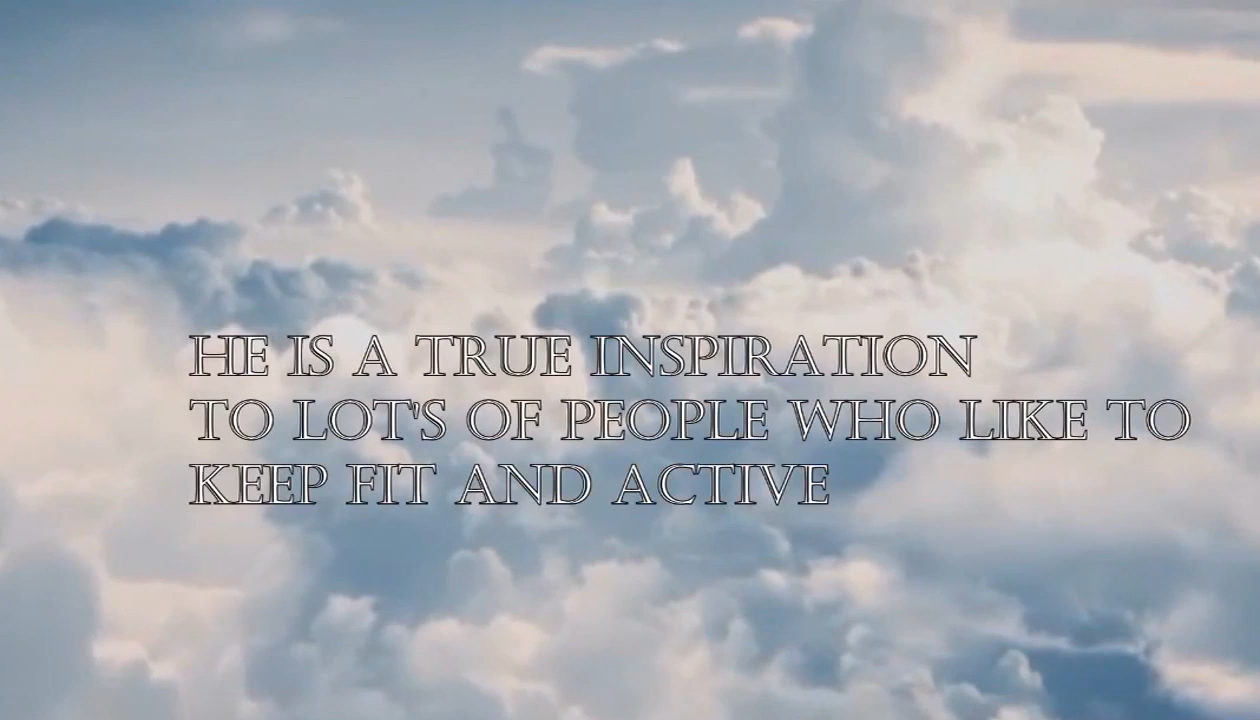 HE IS A TRUE INSPIRATION
TO LOT'S OF PEOPLE WHO LIKE TO
KEEP FIT AND ACTIVE